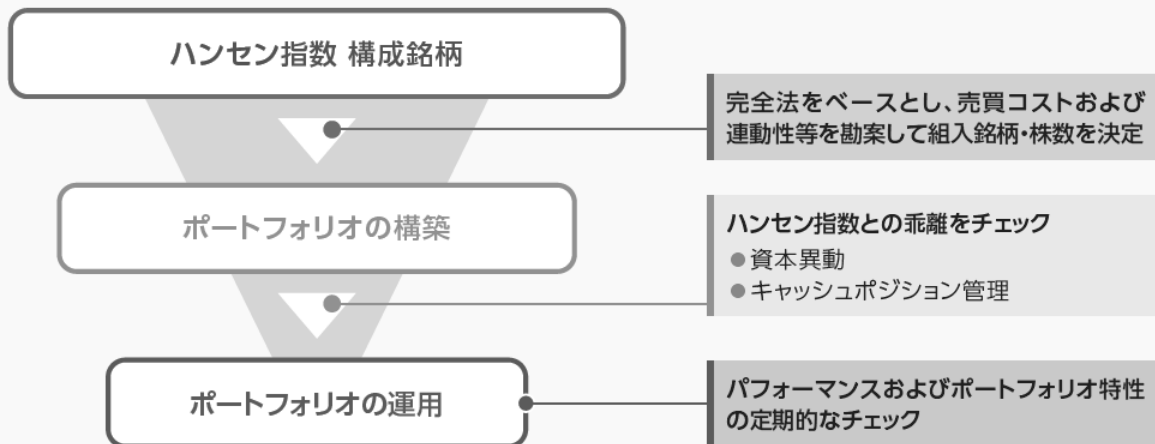 ハンセン指数 構成銘柄
完全法をベースとし、売買コストおよび
連動性等を勘案して組入銘柄・株数を決定
ポートフォリオの構築
ハンセン指数との乖離をチェック
●資本異動
●キャッシュポジション管理
ポートフォリオの運用
パフォーマンスおよびポートフォリオ特性
の定期的なチェック